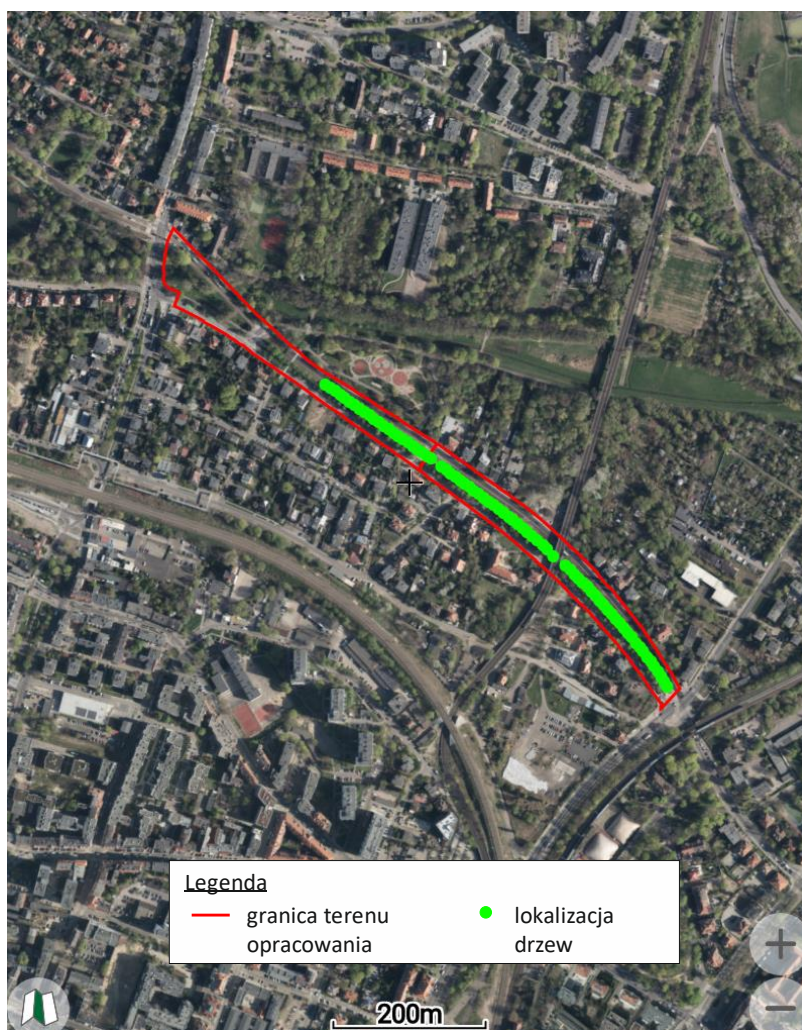 Legenda
granica terenu
opracowania
lokalizacja
drzew
200m